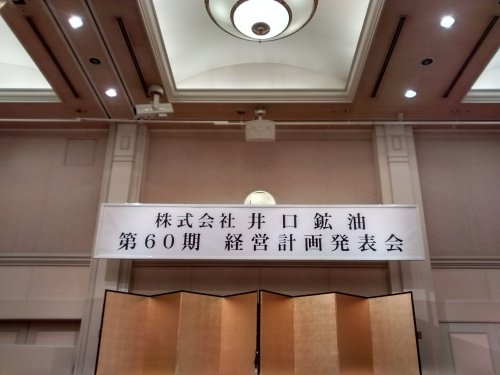 株式会社 井口鉱油
第60期 経営計画発表会